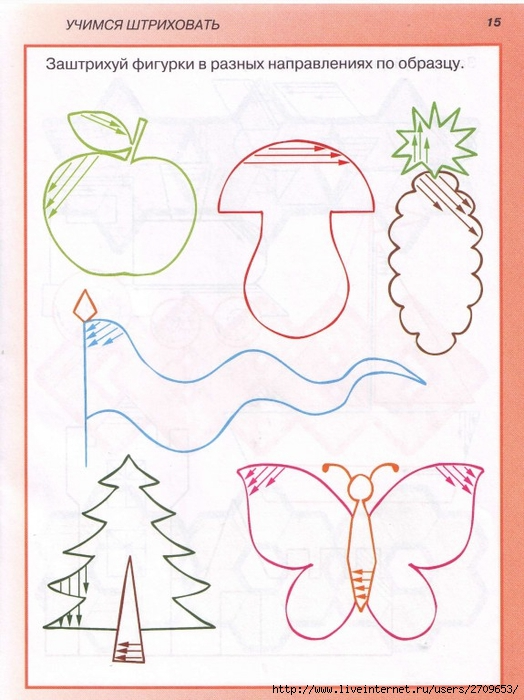 УЧИМСЯ ШТРИХОВАТЬ
15
Заштрихуй фигурки в разных направлениях по образцу.
http://www.liveinternet.ru/users/2709653/